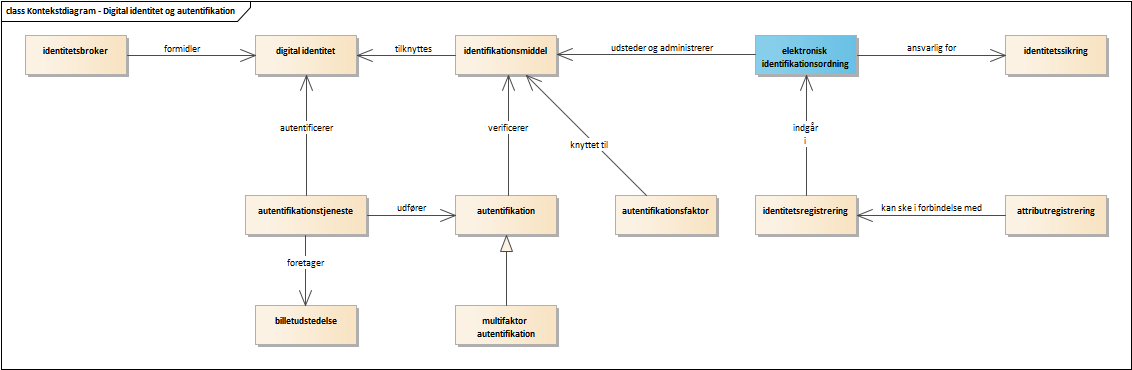 class Kontekstdiagram - Digital identitet og autentifikation
identitetsbroker
formidler
digital identitet
tilknyttes
identifikationsmiddel
udsteder og administrerer
elektronisk
identifikationsordning
ansvarlig for
identitetssikring
autentificerer
verificerer
knyttet til
indgår
i
autentifikationstjeneste
udfører
autentifikation
autentifikationsfaktor
identitetsregistrering
kan ske i forbindelse med
attributregistrering
foretager
billetudstedelse
multifaktor
autentifikation